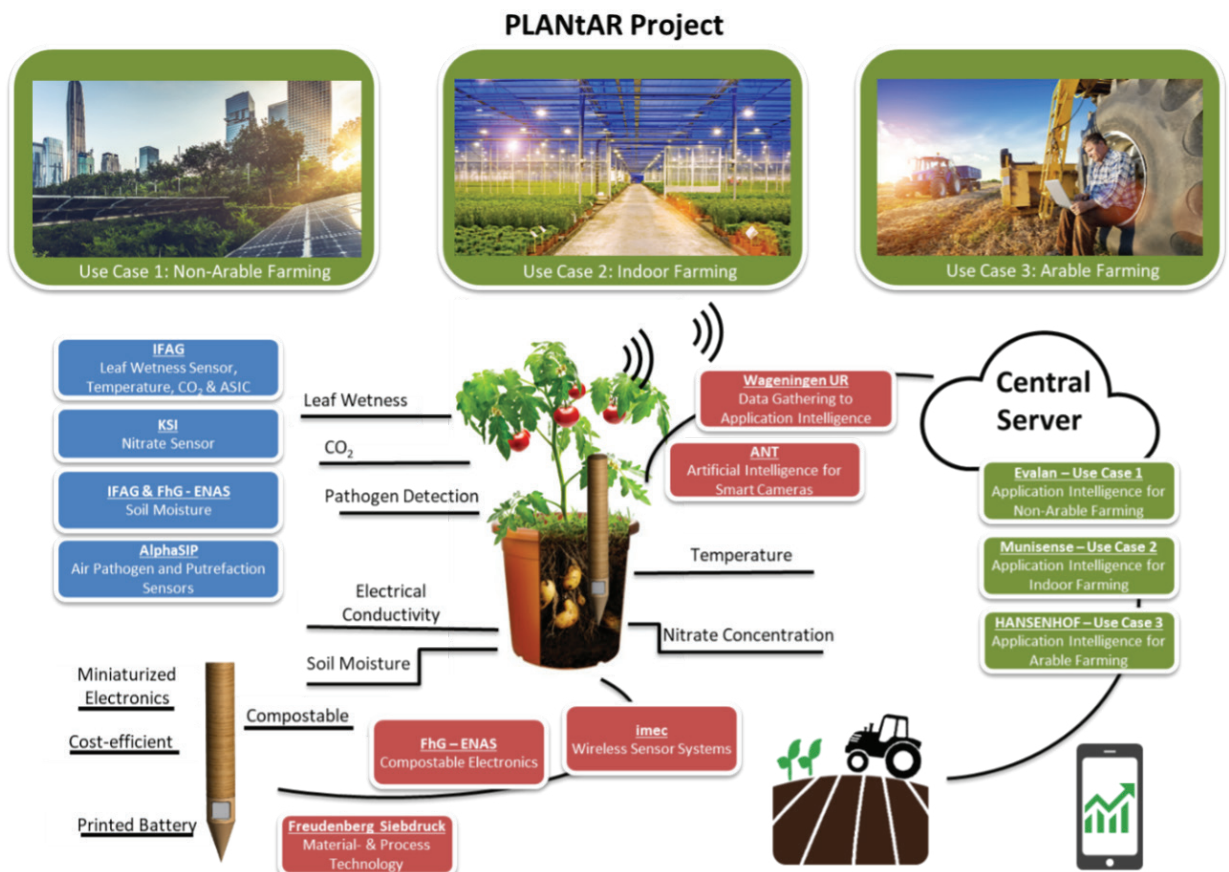 PLANtAR Project
Use Case 1: Non-Arable Farming
Use Case 2: Indoor Farming
Use Case 3: Arable Farming
IFAG
Leaf Wetness Sensor,
Temperature, CO₂ & ASIC
KSI
Nitrate Sensor
IFAG & FhG - ENAS
Soil Moisture
AlphaSIP
Air Pathogen and Putrefaction
Sensors
Leaf Wetness
CO₂
Pathogen Detection
Electrical
Conductivity
Soil Moisture
Wageningen UR
Data Gathering to
Application Intelligence
ANT
Artificial Intelligence for
Smart Cameras
Temperature
Nitrate Concentration
Central
Server
Evalan – Use Case 1
Application Intelligence for
Non-Arable Farming
Munisense – Use Case 2
Application Intelligence for
Indoor Farming
HANSENHOF – Use Case 3
Application Intelligence for
Arable Farming
Miniaturized
Electronics
Cost-efficient
Printed Battery
Compostable
FhG – ENAS
Compostable Electronics
imec
Wireless Sensor Systems
Freudenberg Siebdruck
Material- & Process
Technology